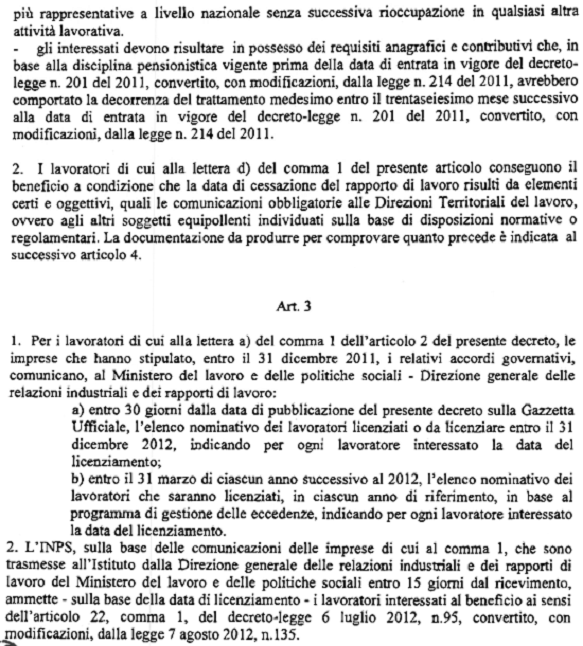 più rappresentative a livello nazionale senza successiva rioccupazione in qualsiasi altra
attività lavorativa.
- gli interessati devono risultare in possesso dei requisiti anagrafici e contributivi che, in
base alla disciplina pensionistica vigente prima della data di entrata in vigore del decreto-
legge n. 201 del 2011, convertito, con modificazioni, dalla legge n. 214 del 2011, avrebbero
comportato la decorrenza del trattamento medesimo entro il trentaseiesimo mese successivo
alla data di entrata in vigore del decreto-legge n. 201 del 2011, convertito, con
modificazioni, dalla legge n. 214 del 2011.
2. I lavoratori di cui alla lettera d) del comma 1 del presente articolo conseguono il
beneficio a condizione che la data di cessazione del rapporto di lavoro risulti da elementi
certi e oggettivi, quali le comunicazioni obbligatorie alle Direzioni Territoriali del lavoro,
ovvero agli altri soggetti equipollenti individuati sulla base di disposizioni normative o
regolamentari. La documentazione da produrre per comprovare quanto precede è indicata al
successivo articolo 4.
Art. 3
1. Per i lavoratori di cui alla lettera a) del comma 1 dell'articolo 2 del presente decreto, le
imprese che hanno stipulato, entro il 31 dicembre 2011, i relativi accordi governativi,
comunicano, al Ministero del lavoro e delle politiche sociali - Direzione generale delle
relazioni industriali e dei rapporti di lavoro:
a) entro 30 giorni dalla data di pubblicazione del presente decreto sulla Gazzetta
Ufficiale, l'elenco nominativo dei lavoratori licenziati o da licenziare entro il 31
dicembre 2012, indicando per ogni lavoratore interessato la data del
licenziamento;
b) entro il 31 marzo di ciascun anno successivo al 2012, l'elenco nominativo dei
lavoratori che saranno licenziati, in ciascun anno di riferimento, in base al
programma di gestione delle eccedenze, indicando per ogni lavoratore interessato
la data del licenziamento.
2. L'INPS, sulla base delle comunicazioni delle imprese di cui al comma 1, che sono
trasmesse all'Istituto dalla Direzione generale delle relazioni industriali e dei rapporti di
lavoro del Ministero del lavoro e delle politiche sociali entro 15 giorni dal ricevimento,
ammette - sulla base della data di licenziamento - i lavoratori interessati al beneficio ai sensi
dell'articolo 22, comma 1, del decreto-legge 6 luglio 2012, n.95, convertito, con
modificazioni, dalla legge 7 agosto 2012, n.135.